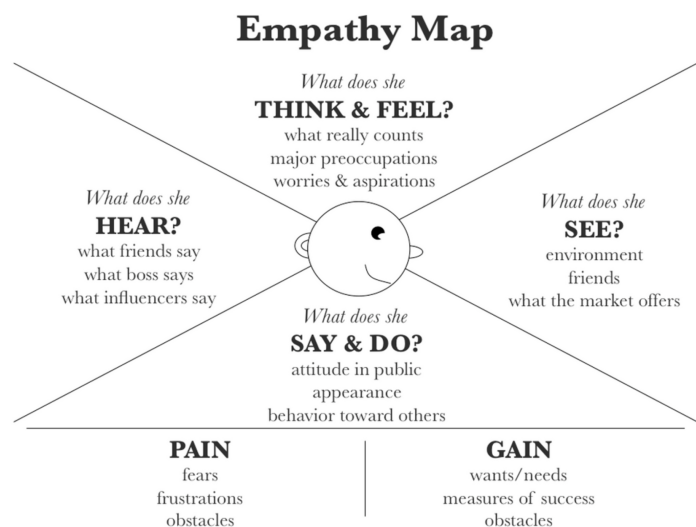 Empathy Map
What does she
THINK & FEEL?
what really counts
major preoccupations
worries & aspirations
What does she
HEAR?
what friends say
what boss says
what influencers say
What does she
SEE?
environment
friends
what the market offers
What does she
SAY & DO?
attitude in public
appearance
behavior toward others
PAIN
fears
frustrations
obstacles
GAIN
wants/needs
measures of success
obstacles